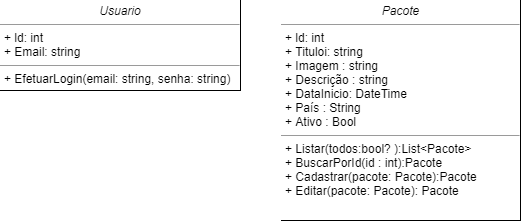 Usuario
+ Id: int
+ Email: string
+ EfetuarLogin(email: string, senha: string)
Pacote
+ Id: int
+ Tituloi: string
+ Imagem : string
+ Descrição : string
+ DataInicio: DateTime
+ País : String
+ Ativo : Bool
+ Listar(todos:bool? ):List<Pacote>
+ BuscarPorId(id : int):Pacote
+ Cadastrar(pacote: Pacote):Pacote
+ Editar(pacote: Pacote): Pacote